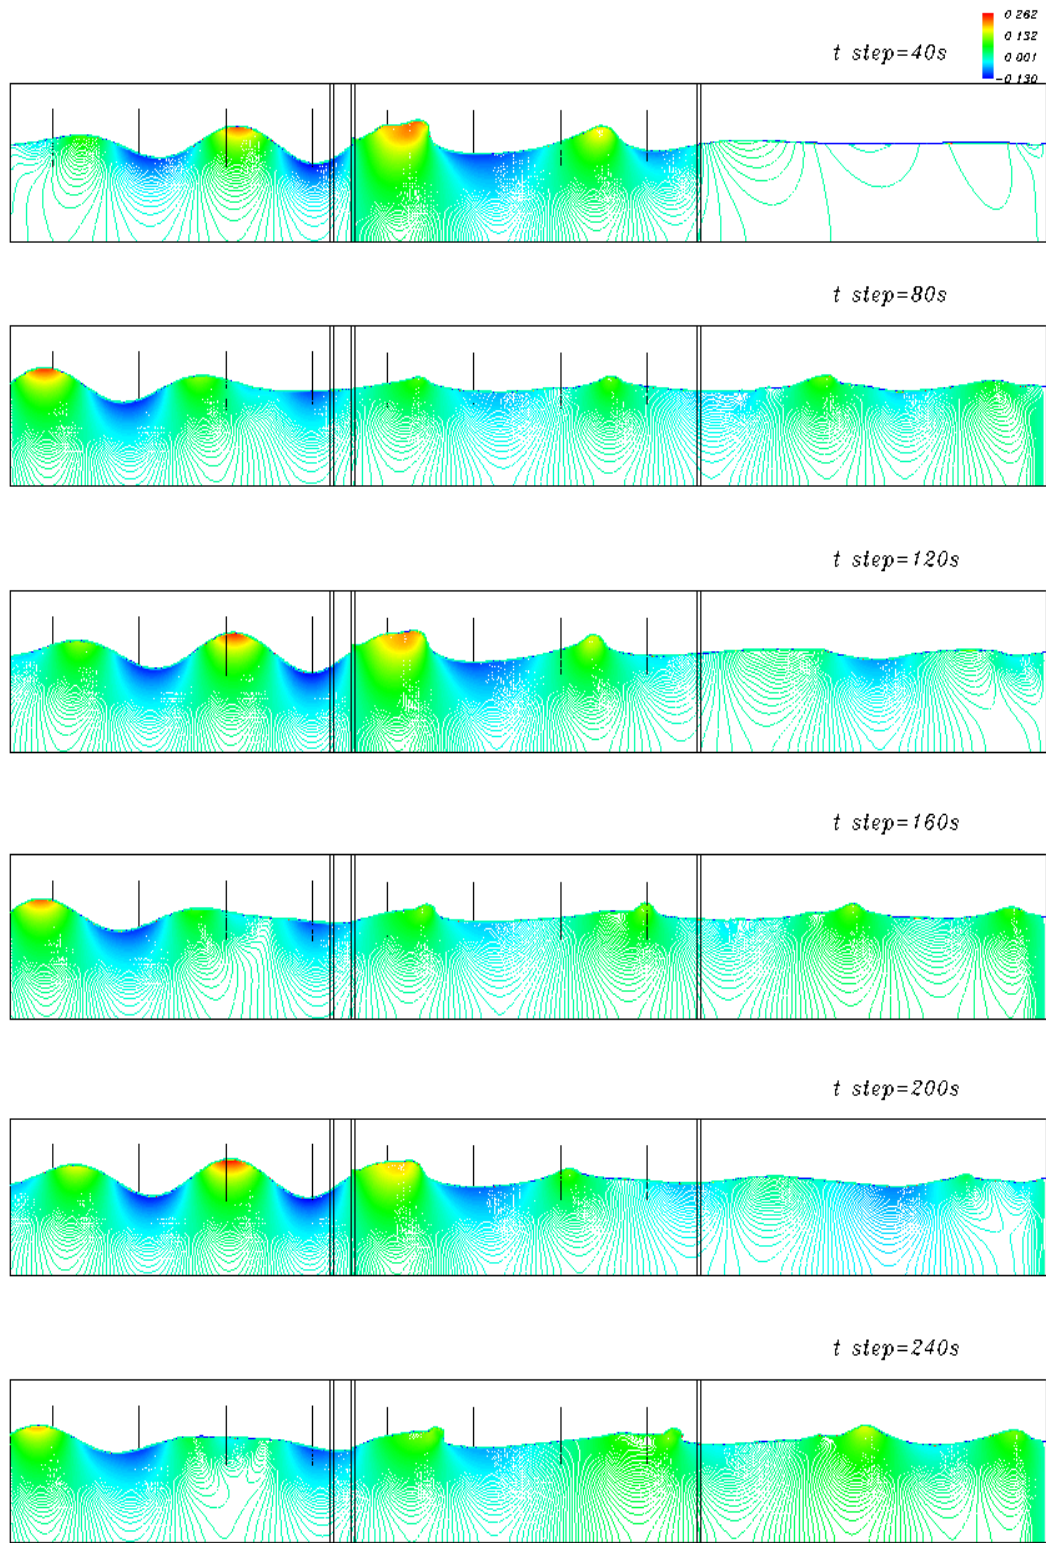 0 262
0 132
0 001
-0 130
t step=40s
t step=80s
t step=120s
t step=160s
t step=200s
t step=240s